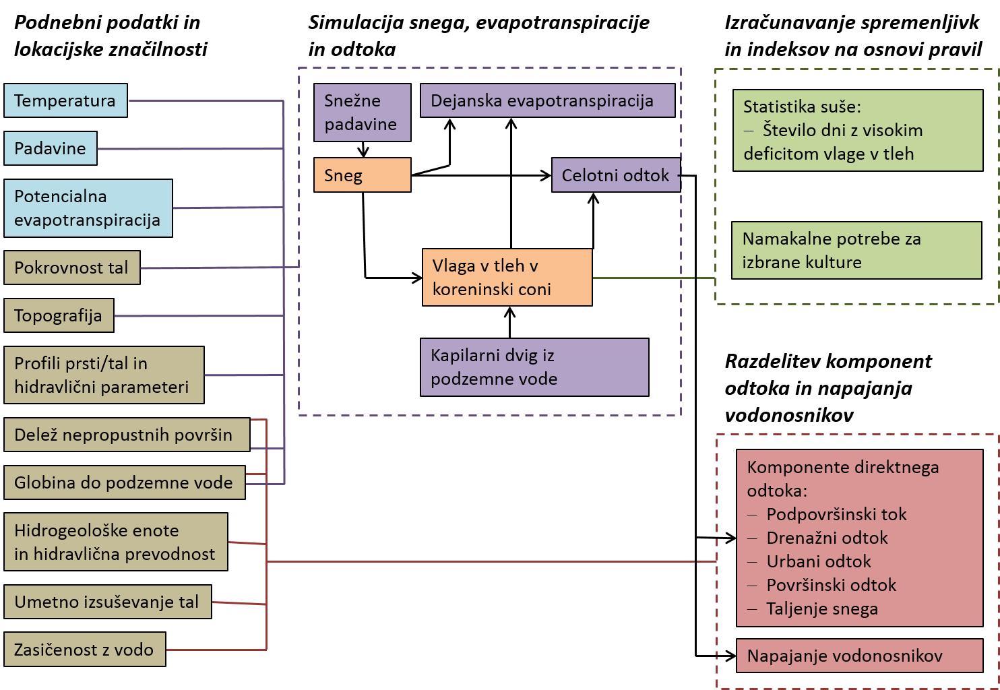 Podnebni podatki in
lokacijske značilnosti
Temperatura
Padavine
Potencialna
evapotranspiracija
Pokrovnost tal
Topografija
Profili prsti/tal in
hidravlični parameteri
Delež nepropustnih površin
Globina do podzemne vode
Hidrogeološke enote
in hidravlična prevodnost
Umetno izsuševanje tal
Zasičenost z vodo
Simulacija snega, evapotranspiracije
in odtoka
Snežne
padavine
Dejanska evapotranspiracija
Sneg
Celotni odtok
Vlaga v tleh v
koreninski coni
Kapilarni dvig iz
podzemne vode
Izračunavanje spremenljivk
in indeksov na osnovi pravil
Statistika suše:
– Število dni z visokim
deficitom vlage v tleh
Namakalne potrebe za
izbrane kulture
Razdelitev komponent
odtoka in napajanja
vodonosnikov
Komponente direktnega
odtoka:
– Podpovršinski tok
– Drenažni odtok
– Urbani odtok
– Površinski odtok
– Taljenje snega
Napajanje vodonosnikov